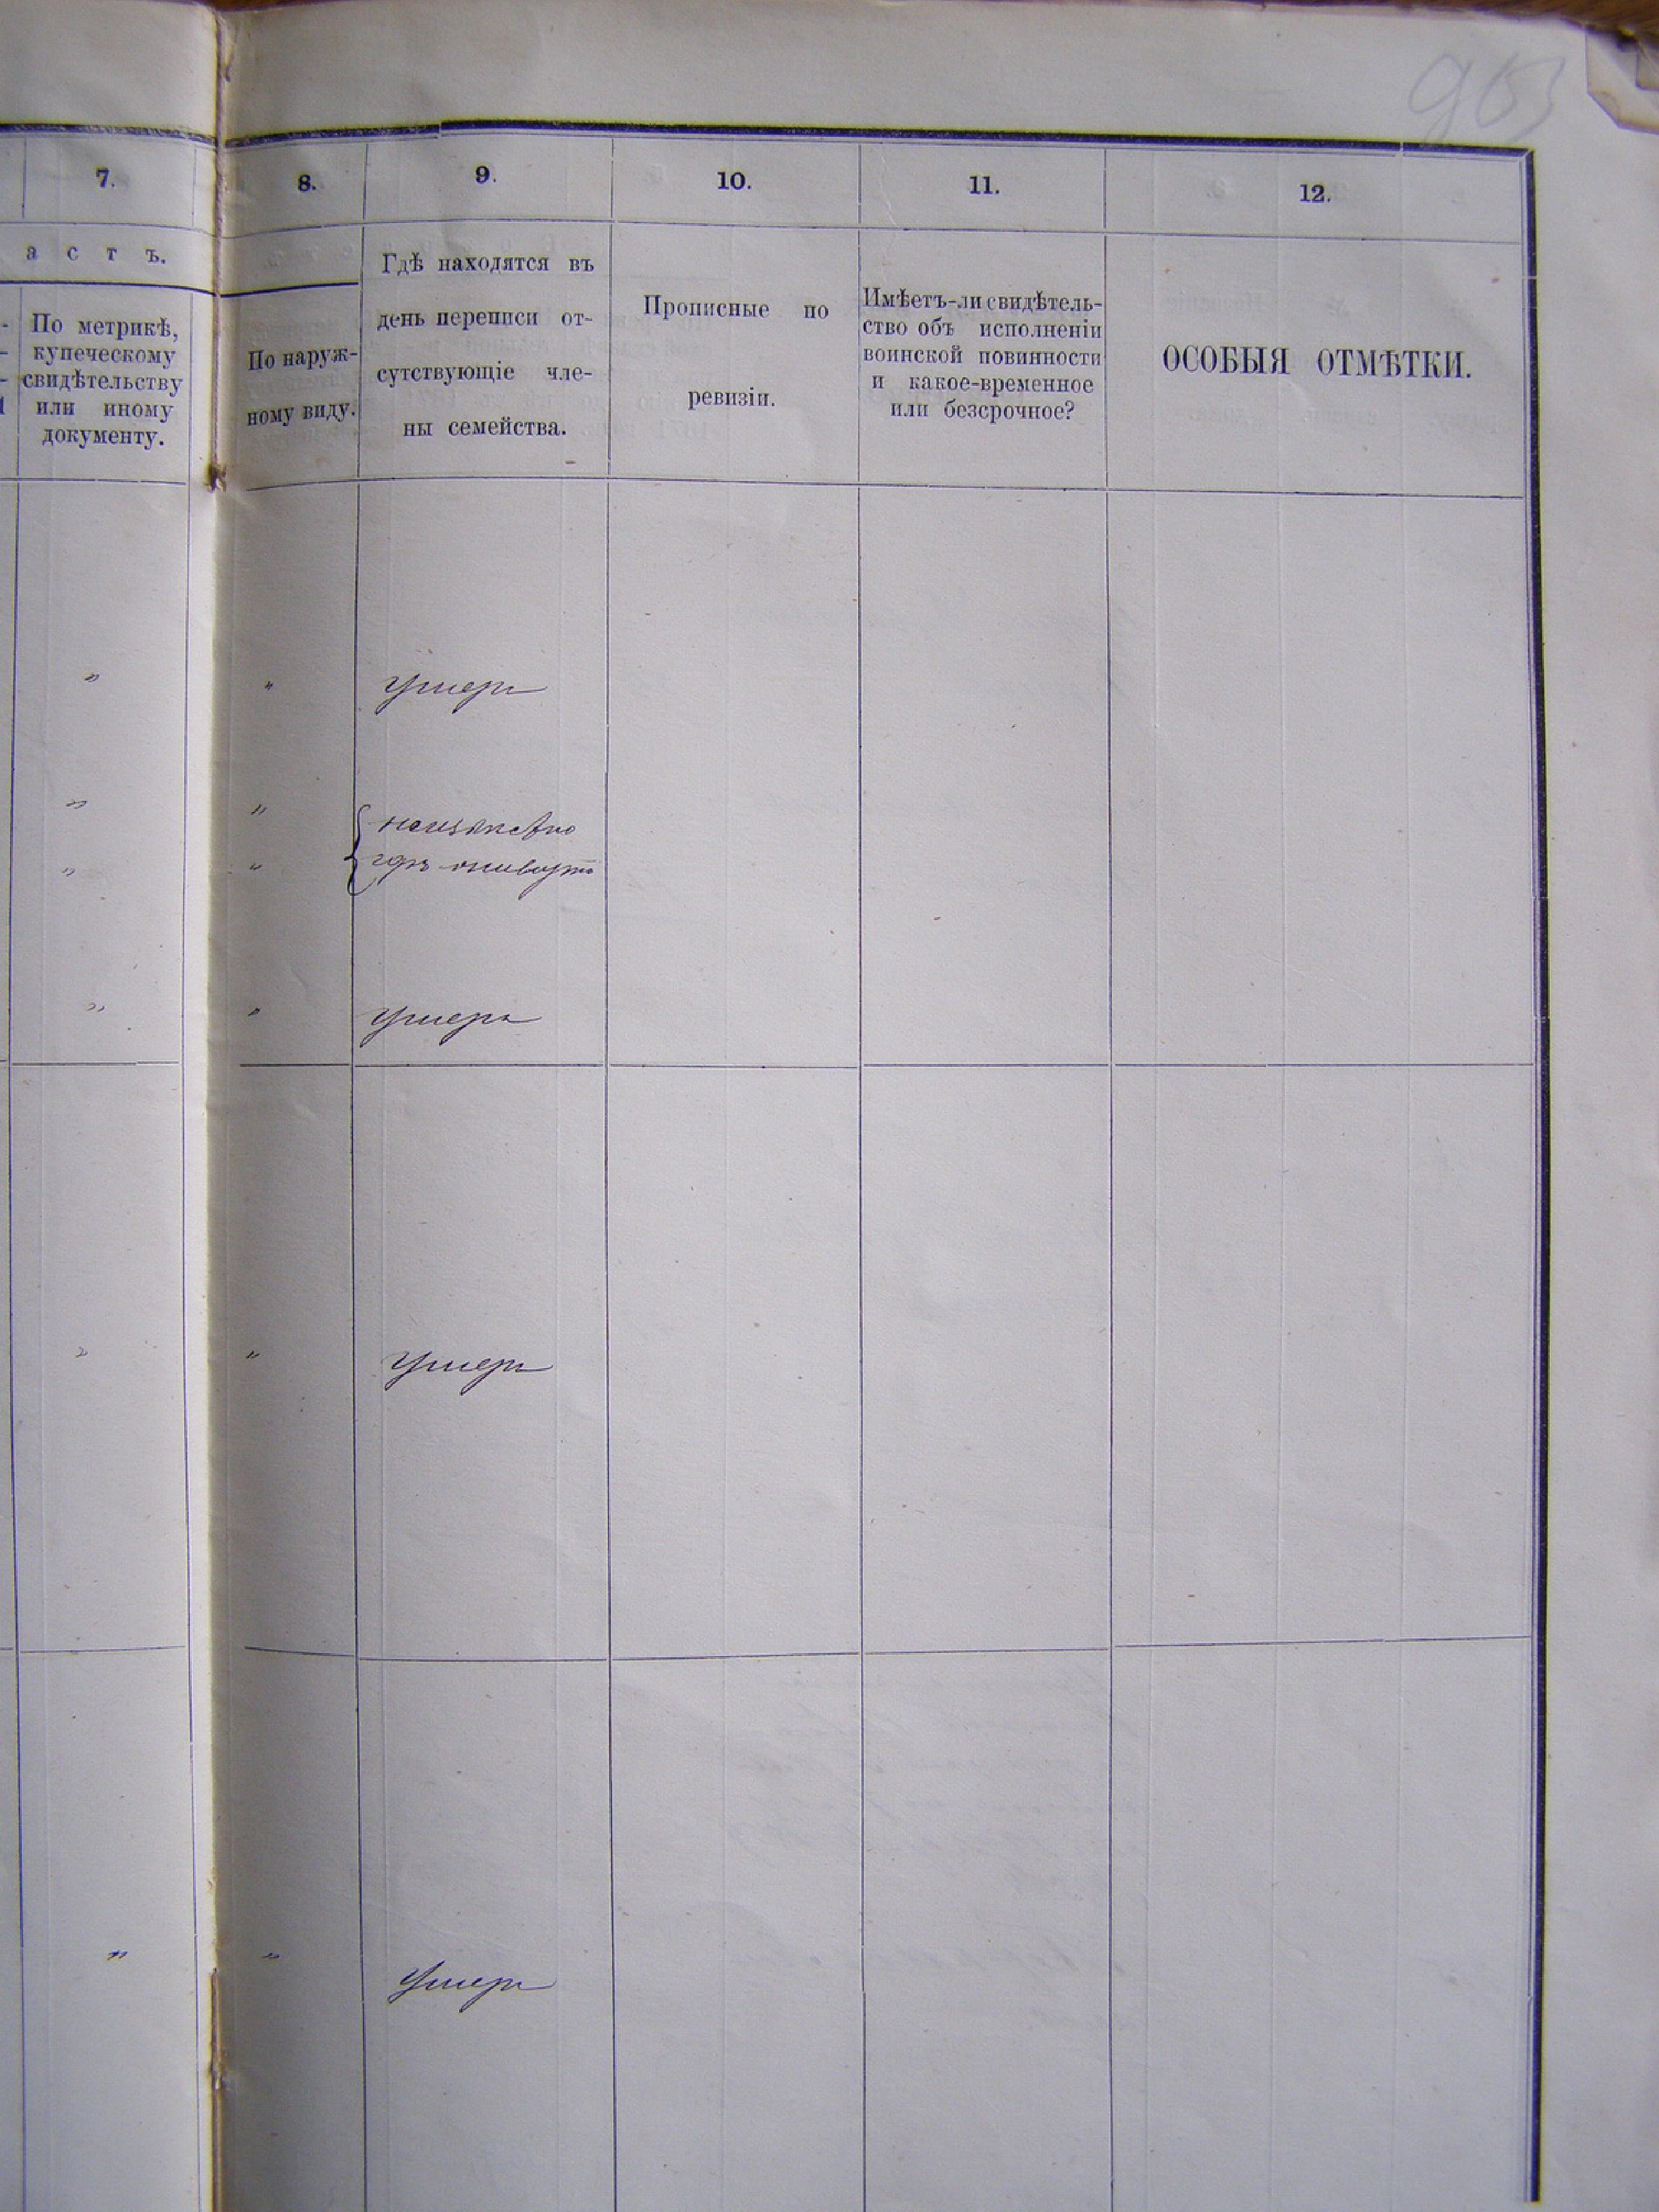 965
7.
8.
9.
10.
11.
12.
а с т ъ.
По метрикѣ,
купеческому
свидѣтельству
или иному
документу.
По наруж-
ному виду.
Гдѣ находятся въ
день переписи от-
сутствующіе чле-
ны семейства.
Прописные по
ревизіи.
Имѣетъ-ли свидѣтель-
ство объ исполненіи
воинской повинности
и какое-временное
или безсрочное?
ОСОБЫЯ ОТМѢТКИ.
" " умеръ
" " неизвѣстно
" " гдѣ живутъ
" " умеръ
" " умеръ
" " умеръ